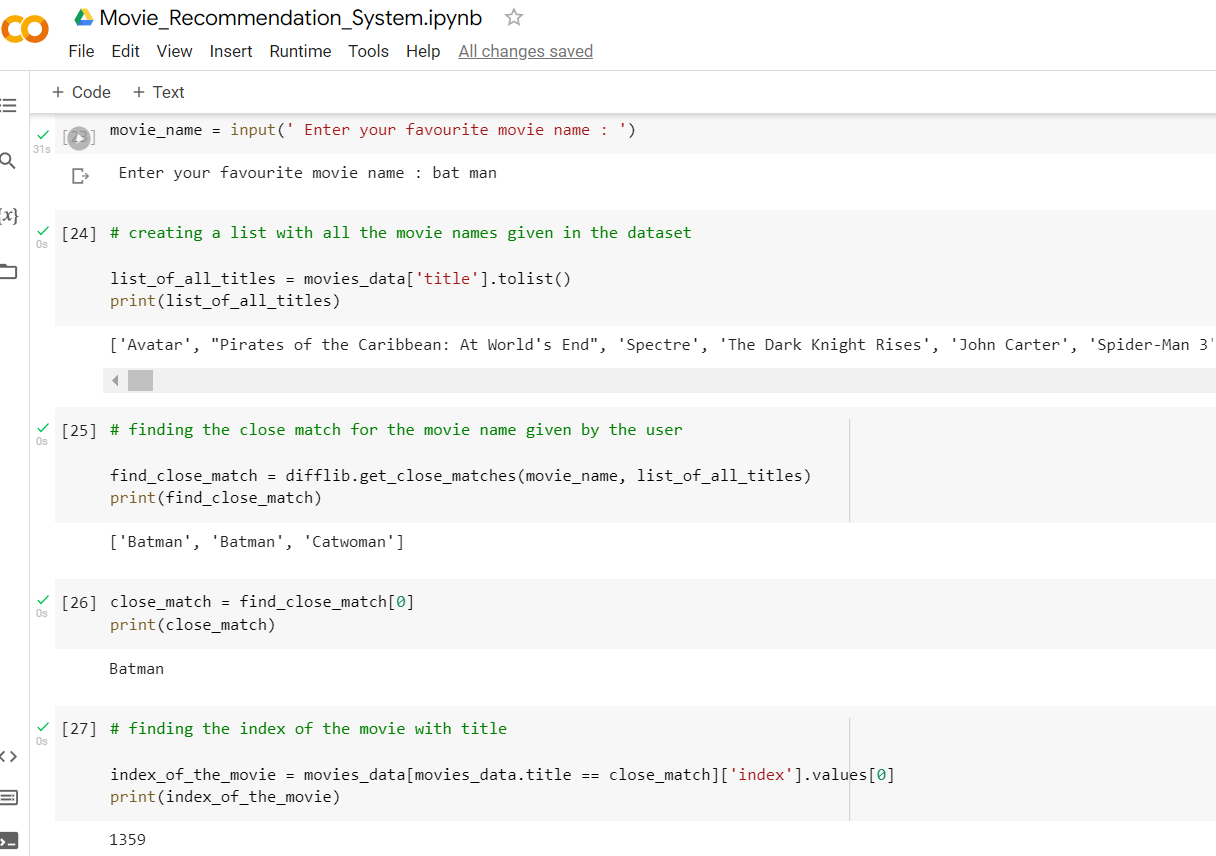 Movie_Recommendation_System.ipynb
File Edit View Insert Runtime Tools Help All changes saved
+ Code + Text
31s
movie_name = input(' Enter your favourite movie name : ')
Enter your favourite movie name : bat man
{x}
0s
[24] # creating a list with all the movie names given in the dataset
list_of_all_titles = movies_data['title'].tolist()
print(list_of_all_titles)
['Avatar', "Pirates of the Caribbean: At World's End", 'Spectre', 'The Dark Knight Rises', 'John Carter', 'Spider-Man 3'
0s
[25] # finding the close match for the movie name given by the user
find_close_match = difflib.get_close_matches(movie_name, list_of_all_titles)
print(find_close_match)
['Batman', 'Batman', 'Catwoman']
0s
[26] close_match = find_close_match[0]
print(close_match)
Batman
0s
[27] # finding the index of the movie with title
index_of_the_movie = movies_data[movies_data.title == close_match]['index'].values[0]
print(index_of_the_movie)
1359